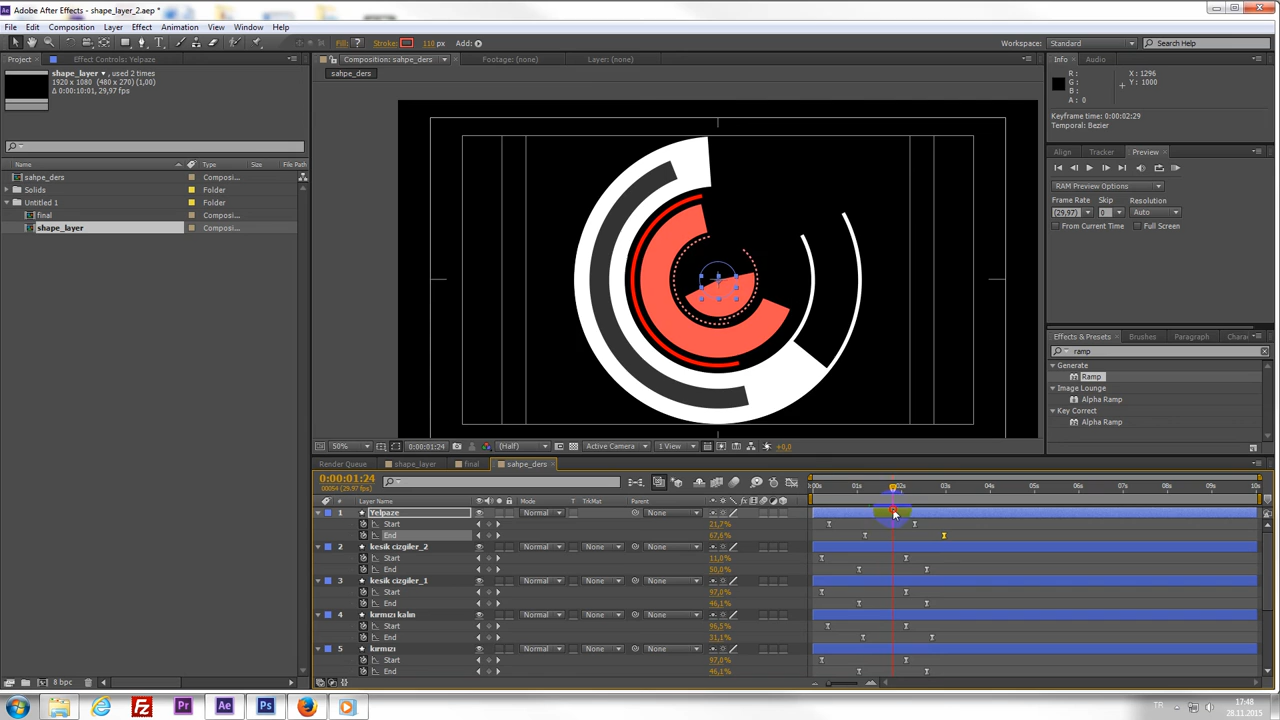 Adobe After Effects - shape_layer_2.aep *
File Edit Composition Layer Effect Animation View Window Help
Fill: ? Stroke: 110 px Add:
Workspace: Standard
Search Help
Project
Effect Controls: Yelpaze
shape_layer , used 2 times
1920 x 1080 (480 x 270) (1,00)
Δ 0:00:10:01, 29,97 fps
Name Type Size File Path
sahpe_ders Composi...
Solids Folder
Untitled 1 Folder
final Composi...
shape_layer Composi...
8 bpc
Composition: sahpe_ders
Footage: (none)
Layer: (none)
sahpe_ders
50% 0:00:01:24 (Half) Active Camera 1 View +0,0
Info Audio
R:
G:
B:
A: 0
X: 1296
Y: 1000
Keyframe time: 0:00:02:29
Temporal: Bezier
Align Tracker Preview
RAM Preview Options
Frame Rate Skip Resolution
(29,97) 0 Auto
From Current Time Full Screen
Effects & Presets Brushes Paragraph
ramp
Generate
Ramp
Image Lounge
Alpha Ramp
Key Correct
Alpha Ramp
Render Queue shape_layer final sahpe_ders
0:00:01:24
00054 (29.97 fps)
# Layer Name Mode T TrkMat Parent
00s 01s 02s 03s 04s 05s 06s 07s 08s 09s 10s
1 Yelpaze Normal None None
Start 21,7%
End 67,6%
2 kesik cizgiler_2 Normal None None
Start 11,0%
End 50,0%
3 kesik cizgiler_1 Normal None None
Start 97,0%
End 46,1%
4 kırmızı kalın Normal None None
Start 96,5%
End 31,1%
5 kırmızı Normal None None
Start 97,0%
End 46,1%
TR
17:48
28.11.2015